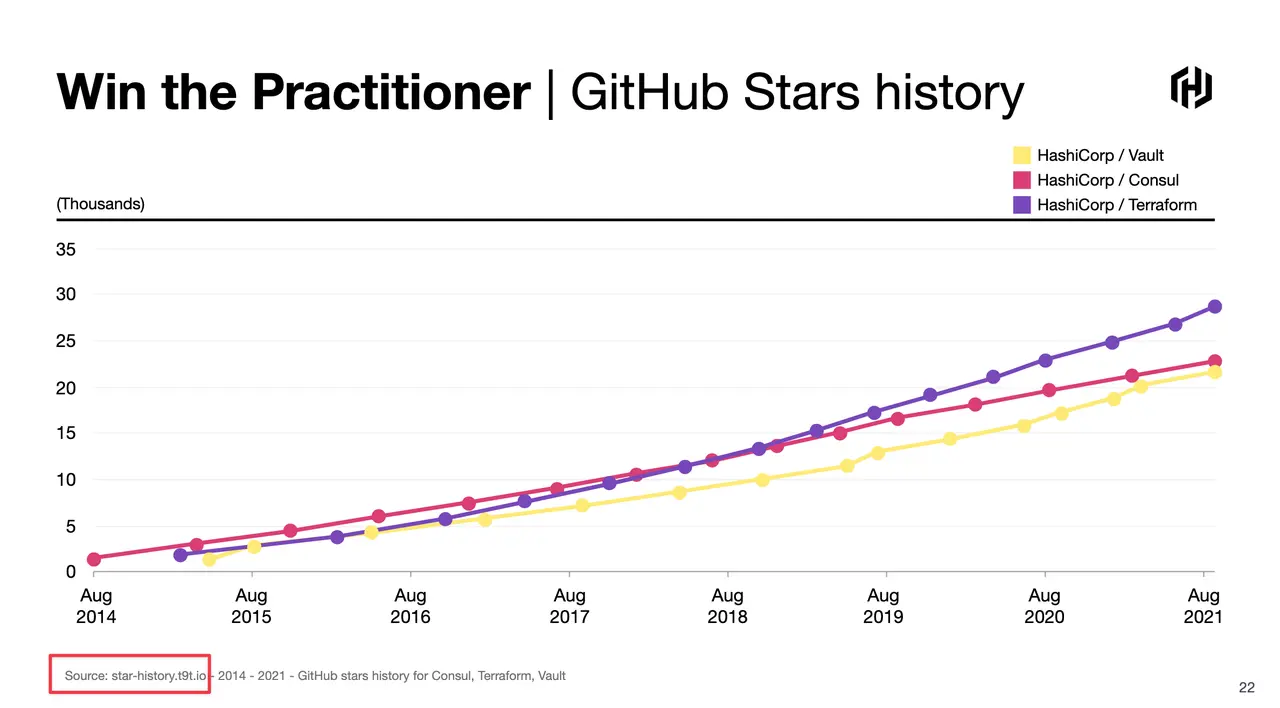 Win the Practitioner | GitHub Stars history
HashiCorp / Vault
HashiCorp / Consul
HashiCorp / Terraform
(Thousands)
35
30
25
20
15
10
5
0
Aug 2014
Aug 2015
Aug 2016
Aug 2017
Aug 2018
Aug 2019
Aug 2020
Aug 2021
Source: star-history.t9t.io - 2014 - 2021 - GitHub stars history for Consul, Terraform, Vault
22